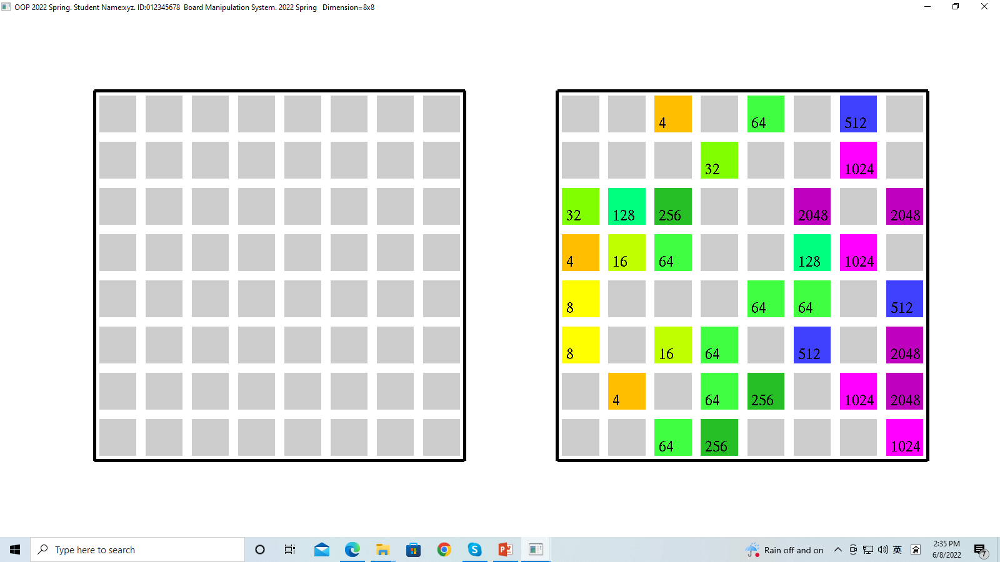 OOP 2022 Spring. Student Name:xyz. ID:012345678  Board Manipulation System. 2022 Spring   Dimension=8x8
4 64 512
32 1024
32 128 256 2048 2048
4 16 64 128 1024
8 64 64 512
8 16 64 512 2048
4 64 256 1024 2048
64 256 1024
Type here to search
Rain off and on
英
倉
2:35 PM
6/8/2022
7